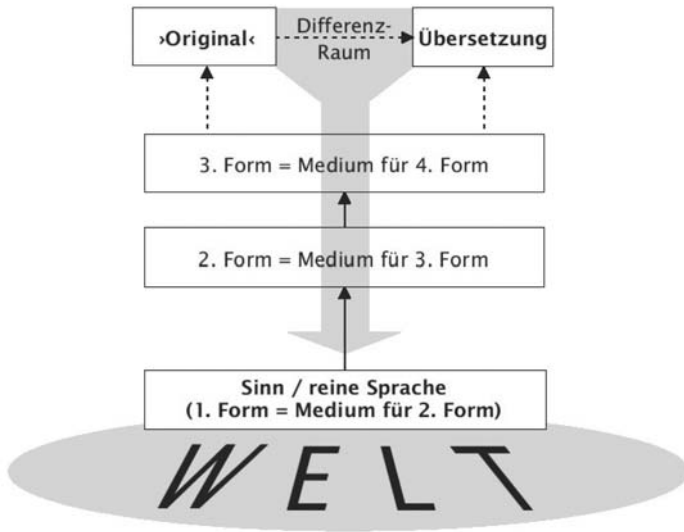 ›Original‹
Differenz-
Raum
Übersetzung
3. Form = Medium für 4. Form
2. Form = Medium für 3. Form
Sinn / reine Sprache
(1. Form = Medium für 2. Form)
WELT